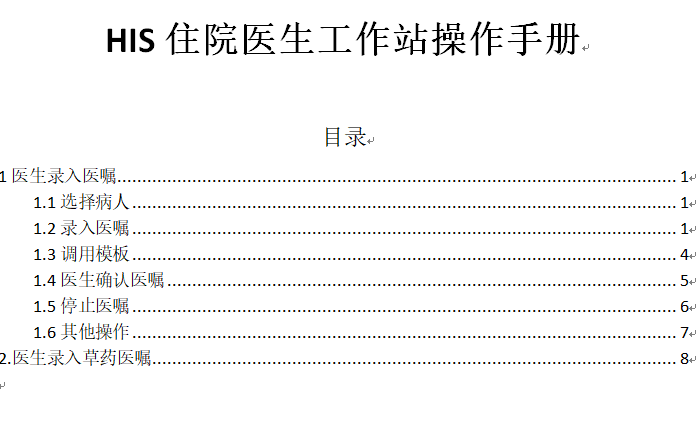 HIS 住院医生工作站操作手册
目录
1 医生录入医嘱........................................1
1.1 选择病人........................................1
1.2 录入医嘱........................................1
1.3 调用模板........................................4
1.4 医生确认医嘱........................................5
1.5 停止医嘱........................................6
1.6 其他操作........................................7
2.医生录入草药医嘱........................................8